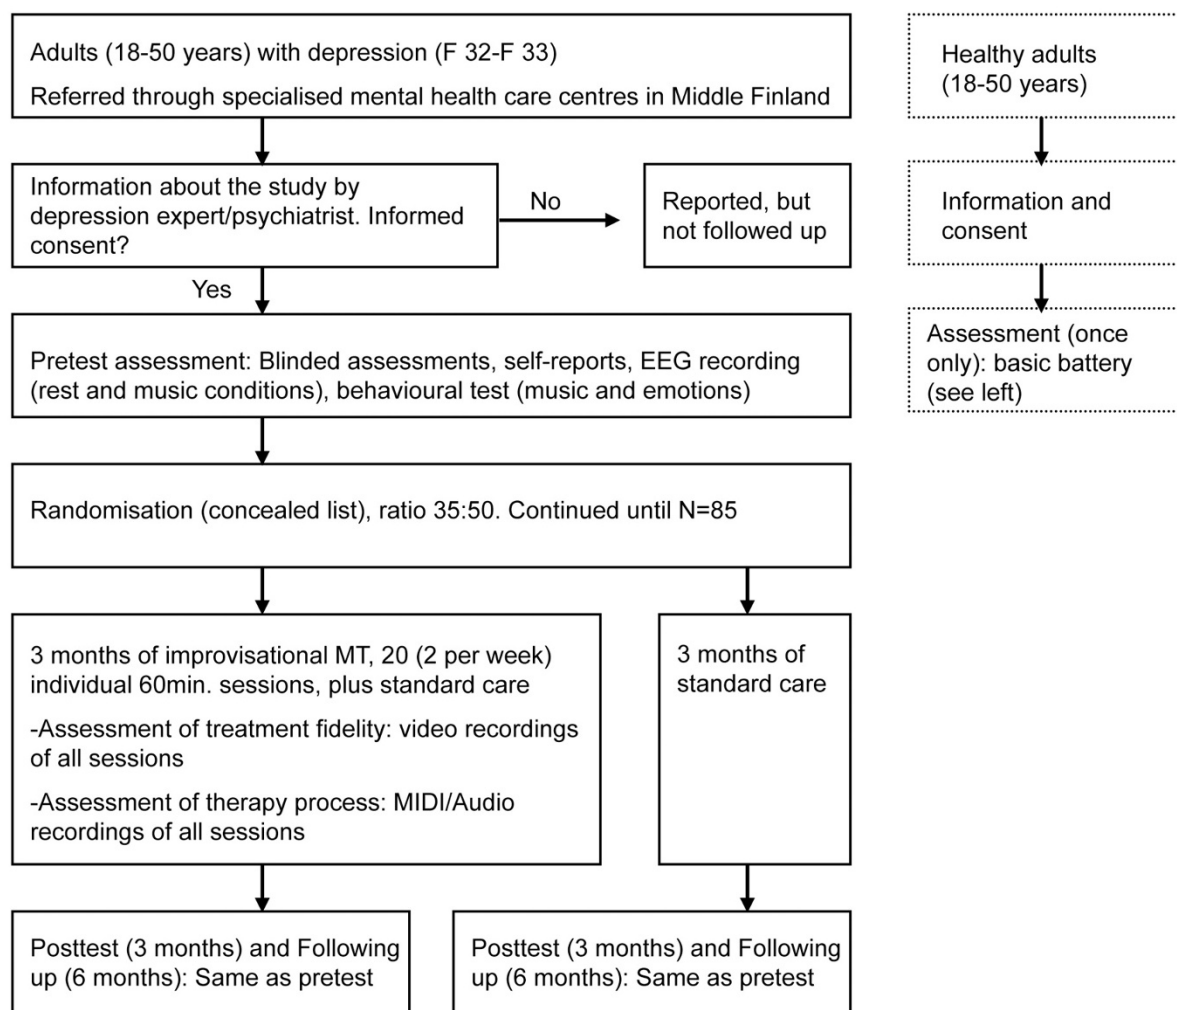 Adults (18-50 years) with depression (F 32-F 33)
Referred through specialised mental health care centres in Middle Finland
Information about the study by
depression expert/psychiatrist. Informed
consent?
No
Reported, but
not followed up
Yes
Pretest assessment: Blinded assessments, self-reports, EEG recording
(rest and music conditions), behavioural test (music and emotions)
Randomisation (concealed list), ratio 35:50. Continued until N=85
3 months of improvisational MT, 20 (2 per week)
individual 60min. sessions, plus standard care
-Assessment of treatment fidelity: video recordings
of all sessions
-Assessment of therapy process: MIDI/Audio
recordings of all sessions
3 months of
standard care
Posttest (3 months) and Following
up (6 months): Same as pretest
Posttest (3 months) and Following
up (6 months): Same as pretest
Healthy adults
(18-50 years)
Information and
consent
Assessment (once
only): basic battery
(see left)